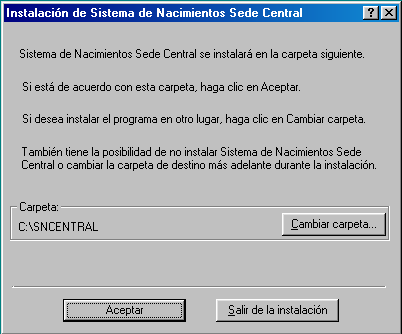 Instalación de Sistema de Nacimientos Sede Central
Sistema de Nacimientos Sede Central se instalará en la carpeta siguiente.
Si está de acuerdo con esta carpeta, haga clic en Aceptar.
Si desea instalar el programa en otro lugar, haga clic en Cambiar carpeta.
También tiene la posibilidad de no instalar Sistema de Nacimientos Sede
Central o cambiar la carpeta de destino más adelante durante la instalación.
Carpeta:
C:\SNCENTRAL
Cambiar carpeta...
Aceptar
Salir de la instalación